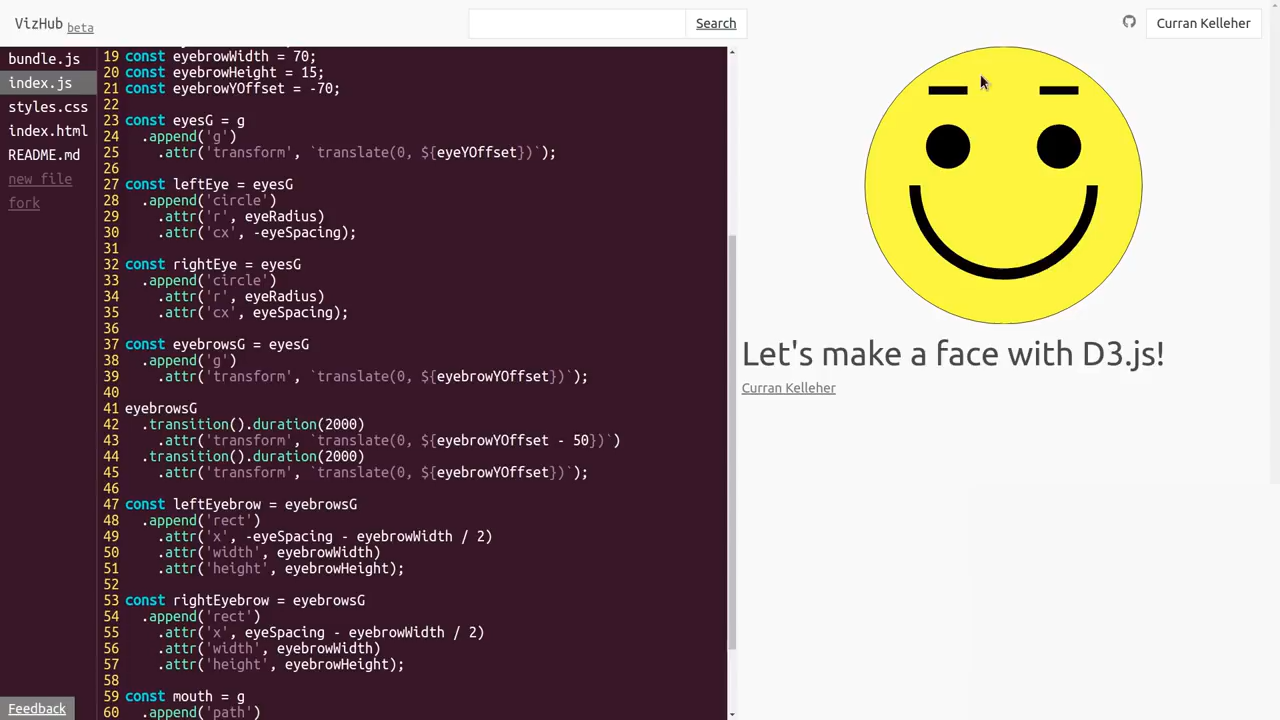 VizHub beta
Search
Curran Kelleher
bundle.js
index.js
styles.css
index.html
README.md
new file
fork
19 const eyebrowWidth = 70;
20 const eyebrowHeight = 15;
21 const eyebrowYOffset = -70;
22
23 const eyesG = g
24   .append('g')
25     .attr('transform', `translate(0, ${eyeYOffset})`);
26
27 const leftEye = eyesG
28   .append('circle')
29     .attr('r', eyeRadius)
30     .attr('cx', -eyeSpacing);
31
32 const rightEye = eyesG
33   .append('circle')
34     .attr('r', eyeRadius)
35     .attr('cx', eyeSpacing);
36
37 const eyebrowsG = eyesG
38   .append('g')
39     .attr('transform', `translate(0, ${eyebrowYOffset})`);
40
41 eyebrowsG
42   .transition().duration(2000)
43     .attr('transform', `translate(0, ${eyebrowYOffset - 50})`)
44   .transition().duration(2000)
45     .attr('transform', `translate(0, ${eyebrowYOffset})`);
46
47 const leftEyebrow = eyebrowsG
48   .append('rect')
49     .attr('x', -eyeSpacing - eyebrowWidth / 2)
50     .attr('width', eyebrowWidth)
51     .attr('height', eyebrowHeight);
52
53 const rightEyebrow = eyebrowsG
54   .append('rect')
55     .attr('x', eyeSpacing - eyebrowWidth / 2)
56     .attr('width', eyebrowWidth)
57     .attr('height', eyebrowHeight);
58
59 const mouth = g
60   .append('path')
Let's make a face with D3.js!
Curran Kelleher
Feedback